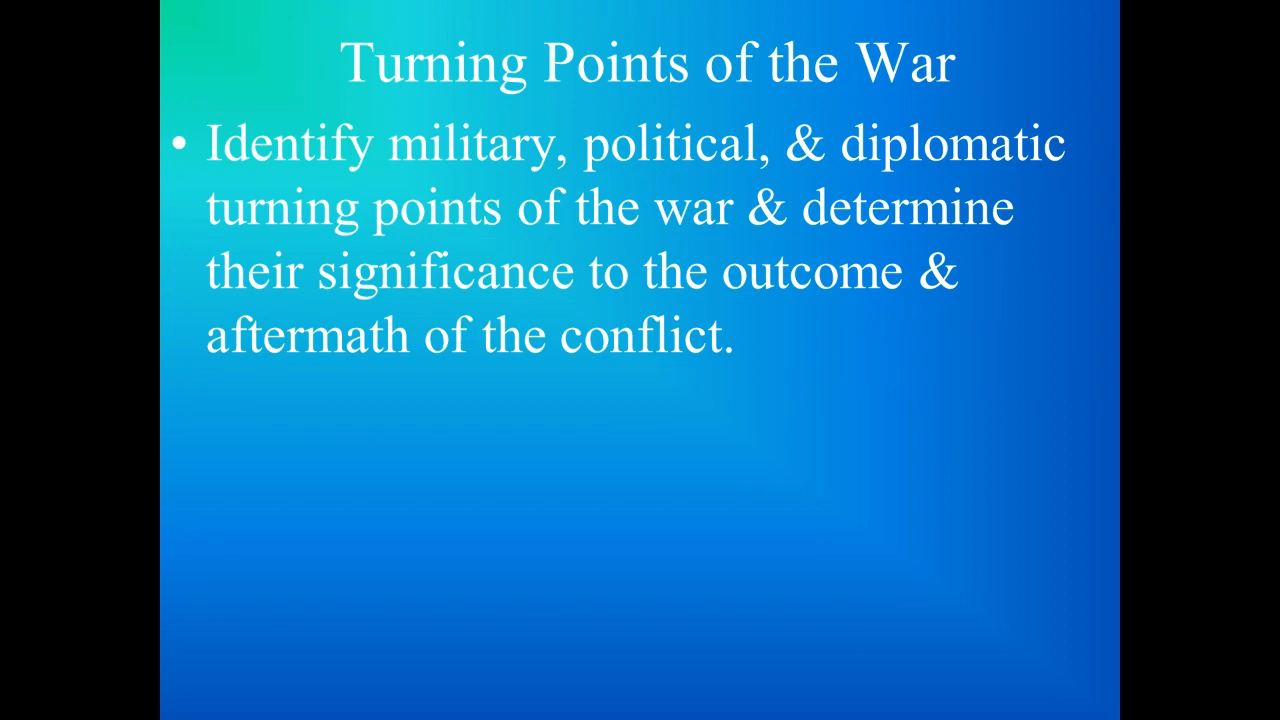 Turning Points of the War
• Identify military, political, & diplomatic
turning points of the war & determine
their significance to the outcome &
aftermath of the conflict.